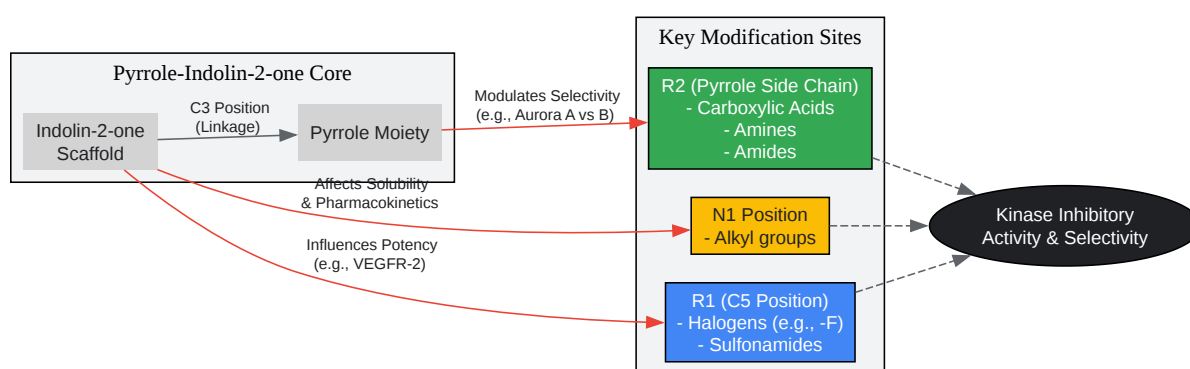 Pyrrole-Indolin-2-one Core
Indolin-2-one
Scaffold
C3 Position
(Linkage)
Pyrrole Moiety
Modulates Selectivity
(e.g., Aurora A vs B)
Affects Solubility
& Pharmacokinetics
Influences Potency
(e.g., VEGFR-2)
Key Modification Sites
R2 (Pyrrole Side Chain)
- Carboxylic Acids
- Amines
- Amides
N1 Position
- Alkyl groups
R1 (C5 Position)
- Halogens (e.g., -F)
- Sulfonamides
Kinase Inhibitory
Activity & Selectivity